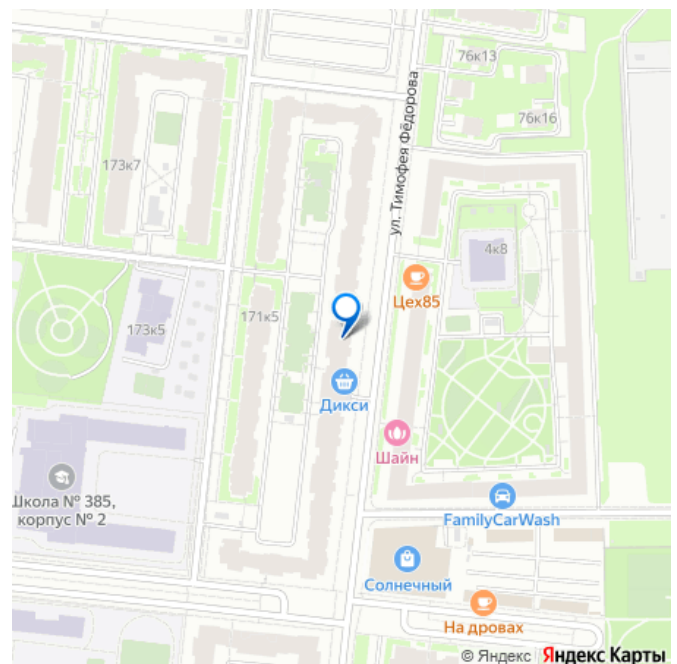 76к13
76к16
173к7
ул. Тимофея Фёдорова
4к8
Цех85
171к5
173к5
Дикси
Шайн
Школа № 385,
корпус № 2
FamilyCarWash
Солнечный
На дровах
© Яндекс Яндекс Карты